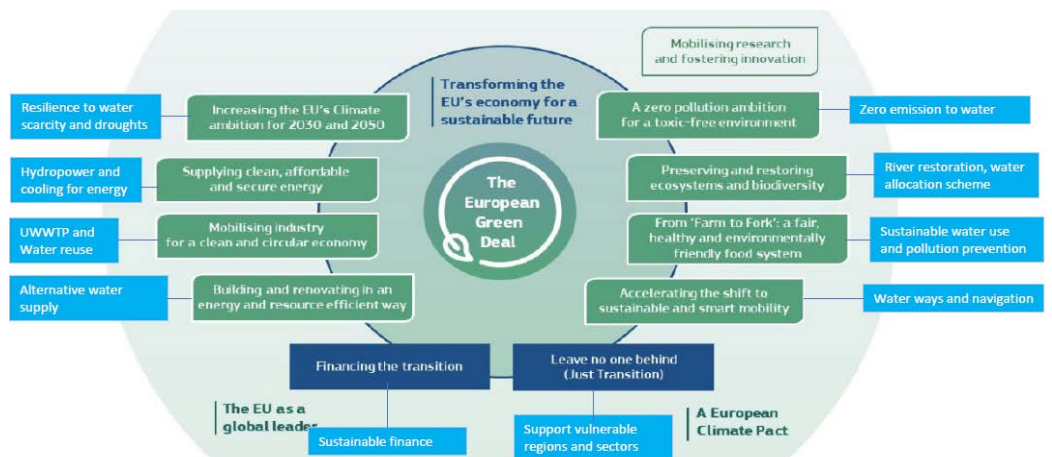 Mobilising research
and fostering innovation
Transforming the
EU's economy for a
sustainable future
Resilience to water
scarcity and droughts
Increasing the EU's Climate
ambition for 2030 and 2050
A zero pollution ambition
for a toxic-free environment
Zero emission to water
Hydropower and
cooling for energy
Supplying clean, affordable
and secure energy
The
European
Green
Deal
Preserving and restoring
ecosystems and biodiversity
River restoration, water
allocation scheme
UWWTP and
Water reuse
Mobilising industry
for a clean and circular economy
From 'Farm to Fork': a fair,
healthy and environmentally
friendly food system
Sustainable water use
and pollution prevention
Alternative water
supply
Building and renovating in an
energy and resource efficient way
Accelerating the shift to
sustainable and smart mobility
Water ways and navigation
Financing the transition
Leave no one behind
(Just Transition)
The EU as a
global leader
Sustainable finance
Support vulnerable
regions and sectors
A European
Climate Pact